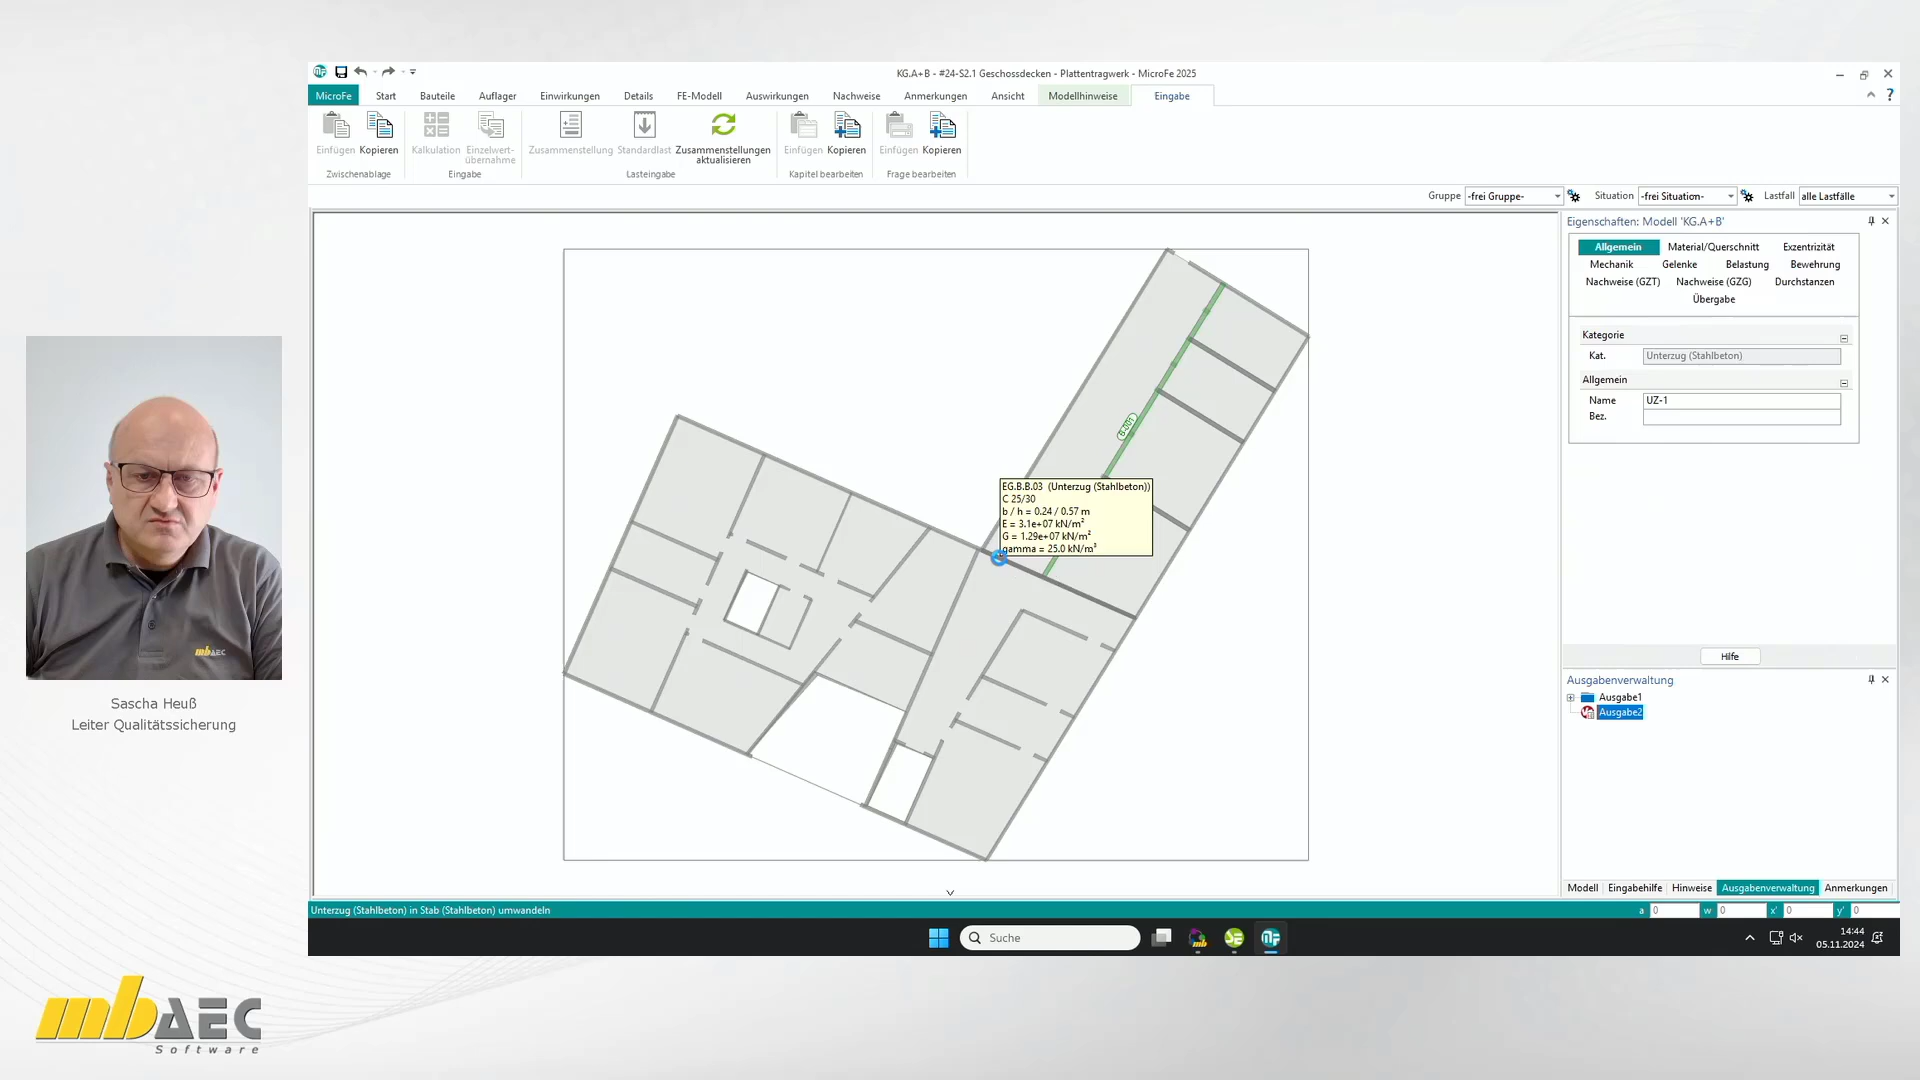 KG.A+B - #24-S2.1 Geschossdecken - Plattentragwerk - MicroFe 2025
MicroFe Start Bauteile Auflager Einwirkungen Details FE-Modell Auswirkungen Nachweise Anmerkungen Ansicht Modellhinweise Eingabe
Einfügen Kopieren Kalkulation Einzelwert-übernahme Zusammenstellung Standardlast Zusammenstellungen aktualisieren Einfügen Kopieren Einfügen Kopieren
Zwischenablage Eingabe Lasteingabe Kapitel bearbeiten Frage bearbeiten
Gruppe -frei Gruppe- Situation -frei Situation- Lastfall alle Lastfälle
Eigenschaften: Modell 'KG.A+B'
Allgemein Material/Querschnitt Exzentrizität
Mechanik Gelenke Belastung Bewehrung
Nachweise (GZT) Nachweise (GZG) Durchstanzen
Übergabe
Kategorie
Kat. Unterzug (Stahlbeton)
Allgemein
Name UZ-1
Bez.
B-001
EG.B.B.03 (Unterzug (Stahlbeton))
C 25/30
b / h = 0.24 / 0.57 m
E = 3.1e+07 kN/m²
G = 1.29e+07 kN/m²
gamma = 25.0 kN/m³
Hilfe
Ausgabenverwaltung
Ausgabe1
Ausgabe2
Modell Eingabehilfe Hinweise Ausgabenverwaltung Anmerkungen
Unterzug (Stahlbeton) in Stab (Stahlbeton) umwandeln
a 0 w 0 x' 0 y' 0
Suche
14:44
05.11.2024
mbAEC
Sascha Heuß
Leiter Qualitätssicherung
mbAEC
Software